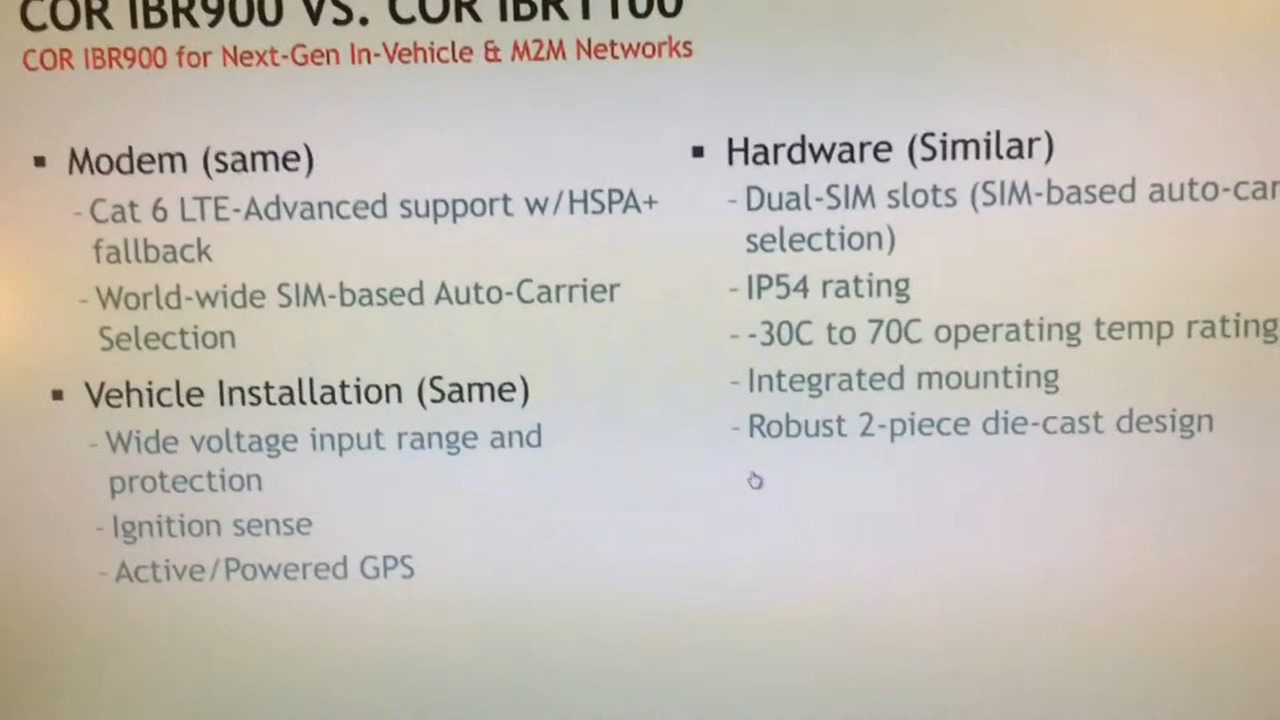 COR IBR900 VS. COR IBR1100
COR IBR900 for Next-Gen In-Vehicle & M2M Networks
▪ Modem (same)
- Cat 6 LTE-Advanced support w/HSPA+
fallback
- World-wide SIM-based Auto-Carrier
Selection
▪ Vehicle Installation (Same)
- Wide voltage input range and
protection
- Ignition sense
- Active/Powered GPS
▪ Hardware (Similar)
- Dual-SIM slots (SIM-based auto-car
selection)
- IP54 rating
- -30C to 70C operating temp rating
- Integrated mounting
- Robust 2-piece die-cast design